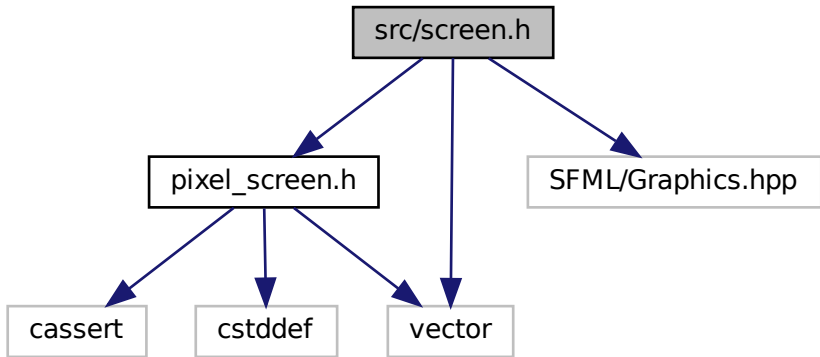 src/screen.h
pixel_screen.h
SFML/Graphics.hpp
cassert
cstddef
vector